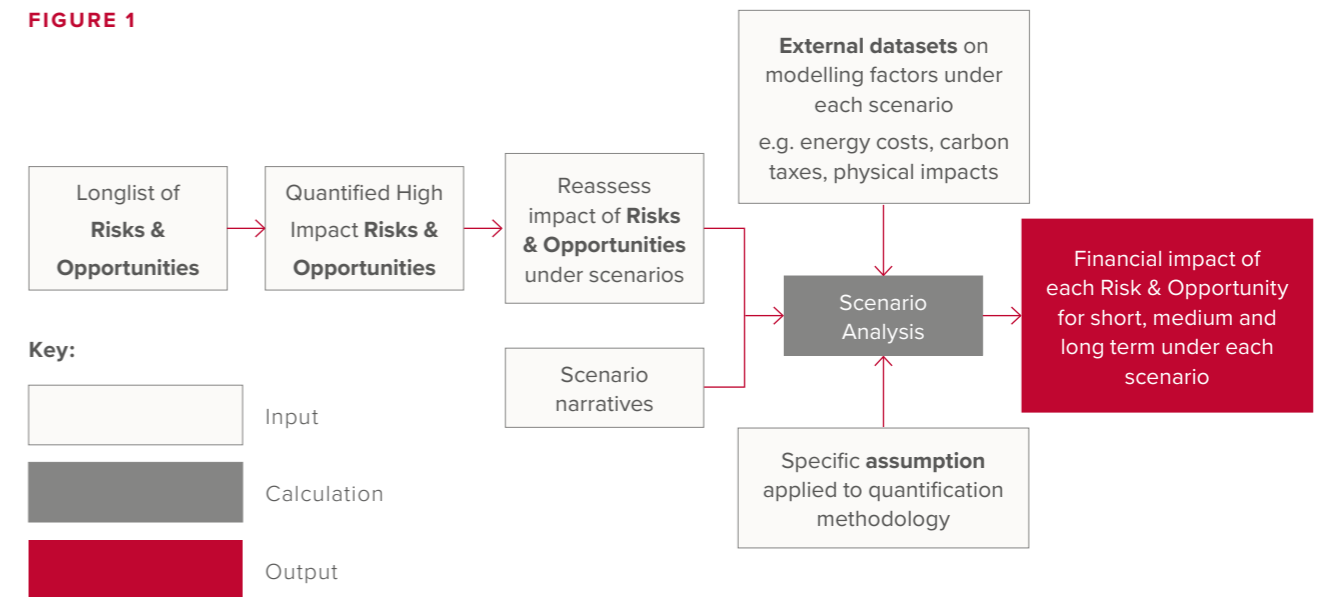 FIGURE 1
External datasets on
modelling factors under
each scenario
e.g. energy costs, carbon
taxes, physical impacts
Longlist of
Risks &
Opportunities
Quantified High
Impact Risks &
Opportunities
Reassess
impact of Risks
& Opportunities
under scenarios
Scenario
Analysis
Financial impact of
each Risk & Opportunity
for short, medium and
long term under each
scenario
Scenario
narratives
Specific assumption
applied to quantification
methodology
Key:
Input
Calculation
Output